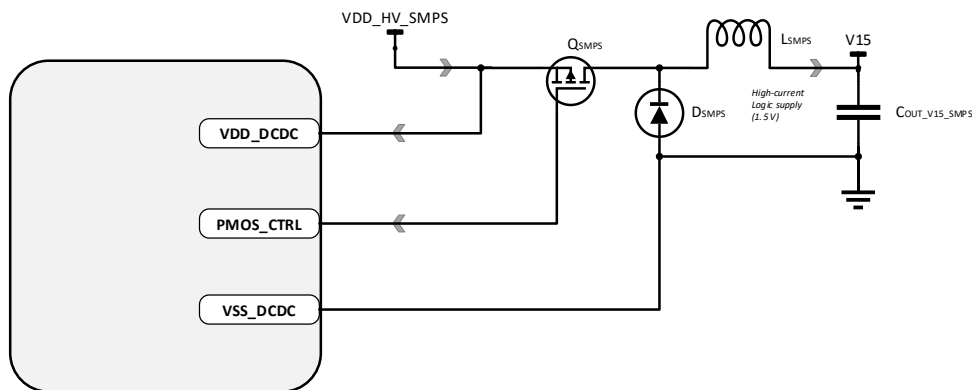 VDD_HV_SMPS
QSMPS
LSMPS
V15
High-current
Logic supply
(1.5V)
DSMPS
COUT_V15_SMPS
VDD_DCDC
PMOS_CTRL
VSS_DCDC